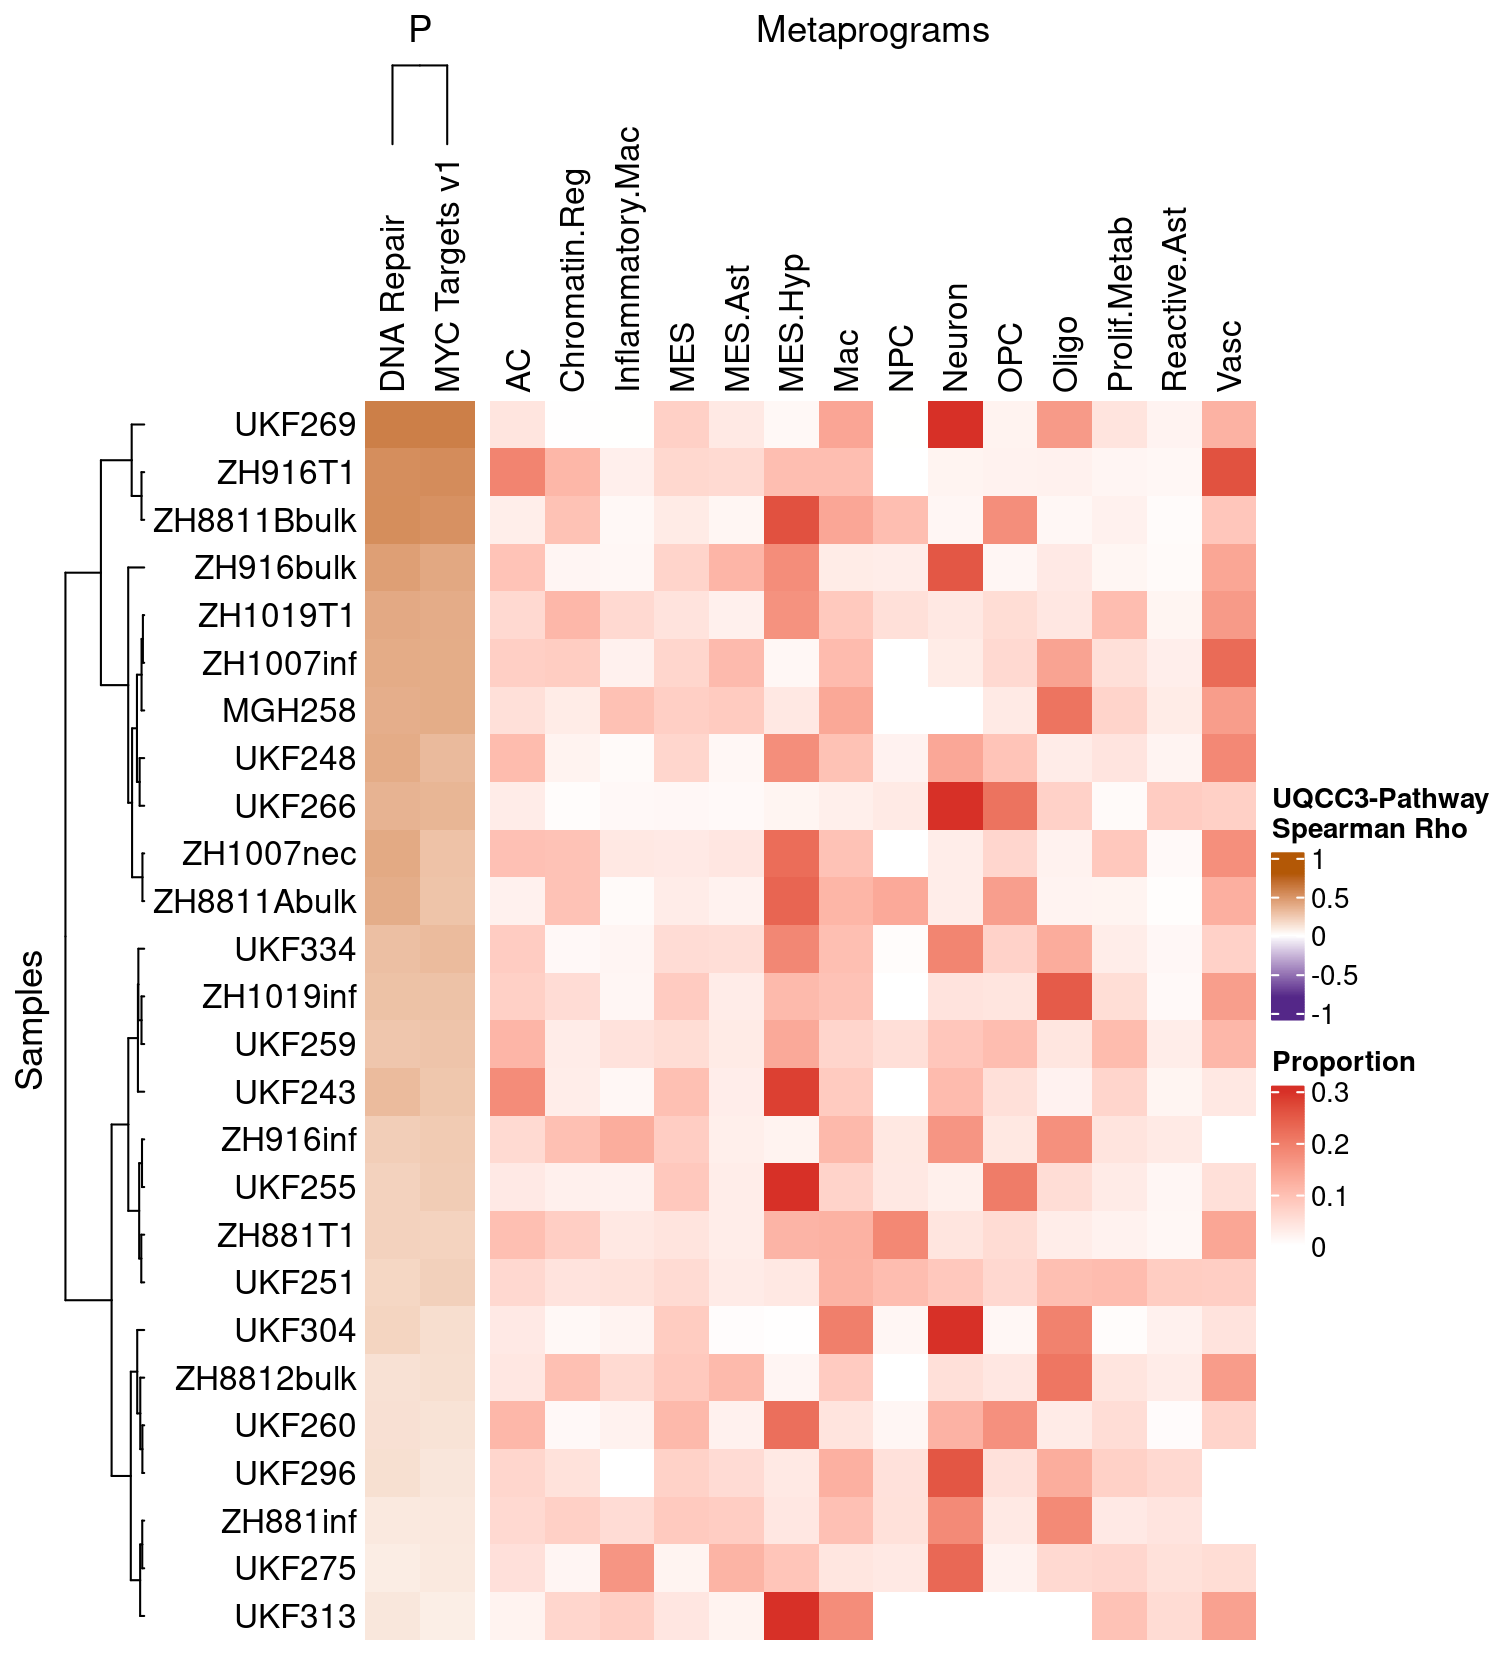 P
Metaprograms
DNA Repair
MYC Targets v1
AC
Chromatin.Reg
Inflammatory.Mac
MES
MES.Ast
MES.Hyp
Mac
NPC
Neuron
OPC
Oligo
Prolif.Metab
Reactive.Ast
Vasc
Samples
UKF269
ZH916T1
ZH8811Bbulk
ZH916bulk
ZH1019T1
ZH1007inf
MGH258
UKF248
UKF266
ZH1007nec
ZH8811Abulk
UKF334
ZH1019inf
UKF259
UKF243
ZH916inf
UKF255
ZH881T1
UKF251
UKF304
ZH8812bulk
UKF260
UKF296
ZH881inf
UKF275
UKF313
UQCC3-Pathway
Spearman Rho
1
0.5
0
-0.5
-1
Proportion
0.3
0.2
0.1
0